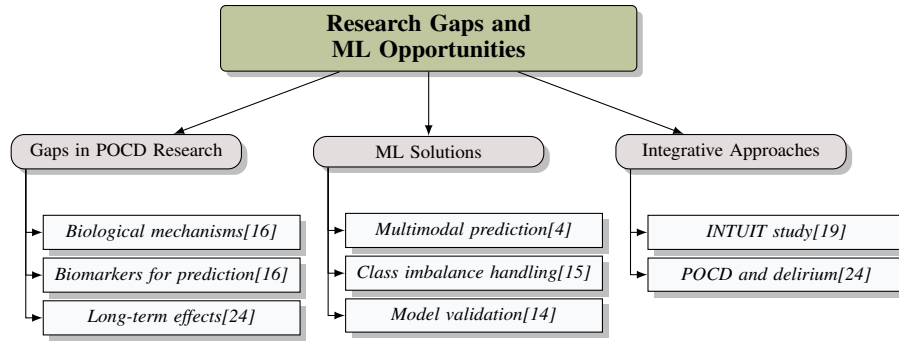 Research Gaps and
ML Opportunities
Gaps in POCD Research
Biological mechanisms[16]
Biomarkers for prediction[16]
Long-term effects[24]
ML Solutions
Multimodal prediction[4]
Class imbalance handling[15]
Model validation[14]
Integrative Approaches
INTUIT study[19]
POCD and delirium[24]